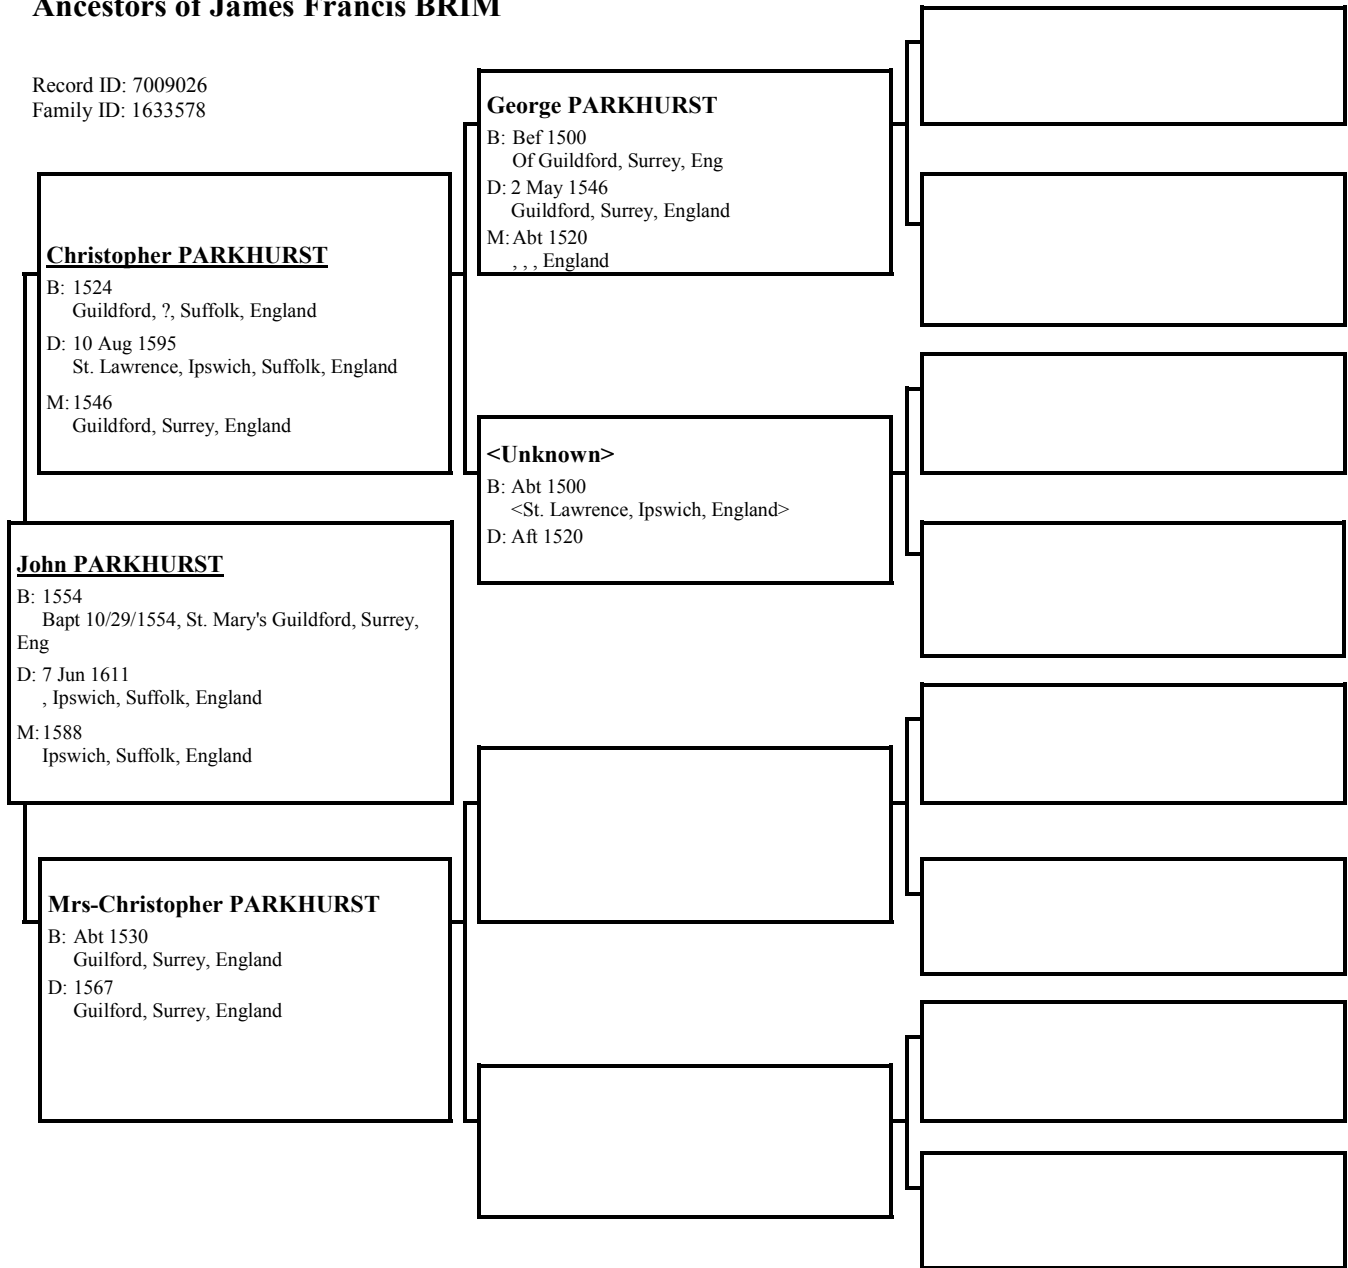 Ancestors of James Francis BRIM
Record ID: 7009026
Family ID: 1633578
George PARKHURST
B: Bef 1500
Of Guildford, Surrey, Eng
D: 2 May 1546
Guildford, Surrey, England
M: Abt 1520
, , , England
Christopher PARKHURST
B: 1524
Guildford, ?, Suffolk, England
D: 10 Aug 1595
St. Lawrence, Ipswich, Suffolk, England
M: 1546
Guildford, Surrey, England
<Unknown>
B: Abt 1500
<St. Lawrence, Ipswich, England>
D: Aft 1520
John PARKHURST
B: 1554
Bapt 10/29/1554, St. Mary's Guildford, Surrey,
Eng
D: 7 Jun 1611
, Ipswich, Suffolk, England
M: 1588
Ipswich, Suffolk, England
Mrs-Christopher PARKHURST
B: Abt 1530
Guilford, Surrey, England
D: 1567
Guilford, Surrey, England